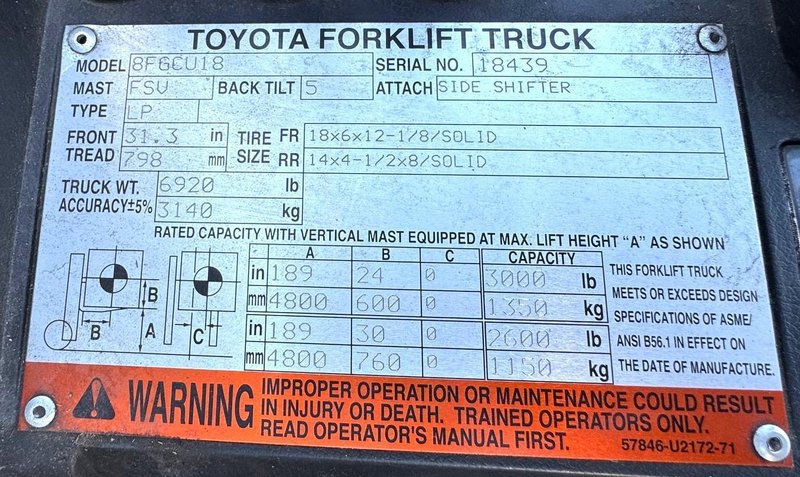 TOYOTA FORKLIFT TRUCK
MODEL 8FGCU18 SERIAL NO. 18439
MAST FSV BACK TILT 5 ATTACH SIDE SHIFTER
TYPE LP
FRONT TREAD 31.3 in TIRE SIZE FR 18x6x12-1/8/SOLID
798 mm RR 14x4-1/2x8/SOLID
TRUCK WT. 6920 lb
ACCURACY±5% 3140 kg
RATED CAPACITY WITH VERTICAL MAST EQUIPPED AT MAX. LIFT HEIGHT "A" AS SHOWN
A B C CAPACITY
in 189 24 0 3000 lb
mm 4800 600 0 1350 kg
in 189 30 0 2600 lb
mm 4800 760 0 1150 kg
B B A C
THIS FORKLIFT TRUCK
MEETS OR EXCEEDS DESIGN
SPECIFICATIONS OF ASME/
ANSI B56.1 IN EFFECT ON
THE DATE OF MANUFACTURE.
WARNING
IMPROPER OPERATION OR MAINTENANCE COULD RESULT
IN INJURY OR DEATH. TRAINED OPERATORS ONLY.
READ OPERATOR'S MANUAL FIRST.
57846-U2172-71